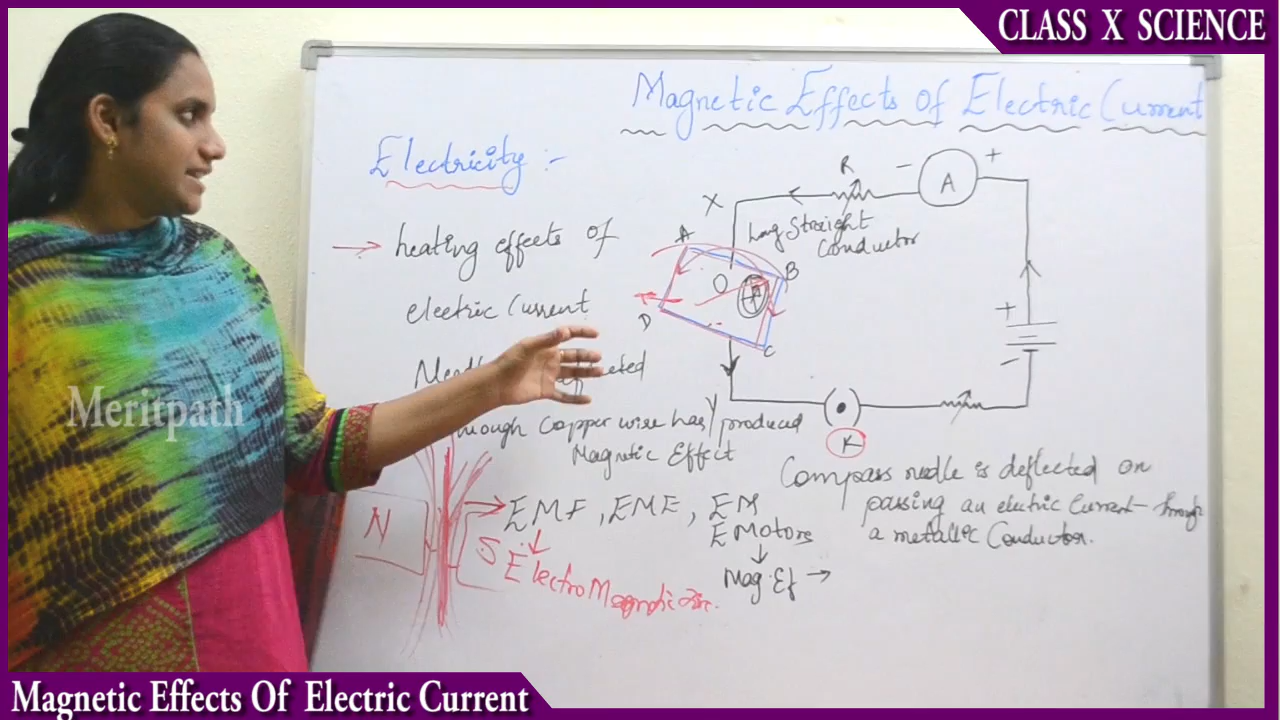 CLASS X SCIENCE
Magnetic Effects Of Electric Current
Electricity :-
→ heating effects of
electric Current
deflected
through Copper wire has produced
Magnetic Effect
EMF, EME, EM
E Motors
Mag.Ef →
N
S
R
- A +
X
Long Straight
Conductor
A
B
O
D
C
+
-
Y
K
Compass needle is deflected on
passing an electric Current through
a metallic Conductor.
Meritpath
Magnetic Effects Of Electric Current